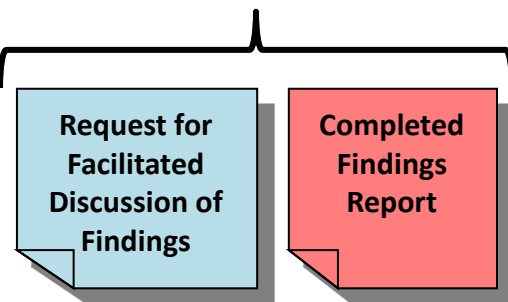 Request for
Facilitated
Discussion of
Findings
Completed
Findings
Report